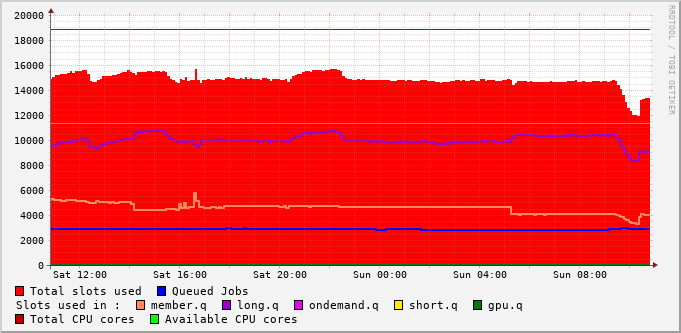 20000
18000
16000
14000
12000
10000
8000
6000
4000
2000
0
Sat 12:00 Sat 16:00 Sat 20:00 Sun 00:00 Sun 04:00 Sun 08:00
RRDTOOL / TOBI OETIKER
Total slots used Queued Jobs
Slots used in : member.q long.q ondemand.q short.q gpu.q
Total CPU cores Available CPU cores